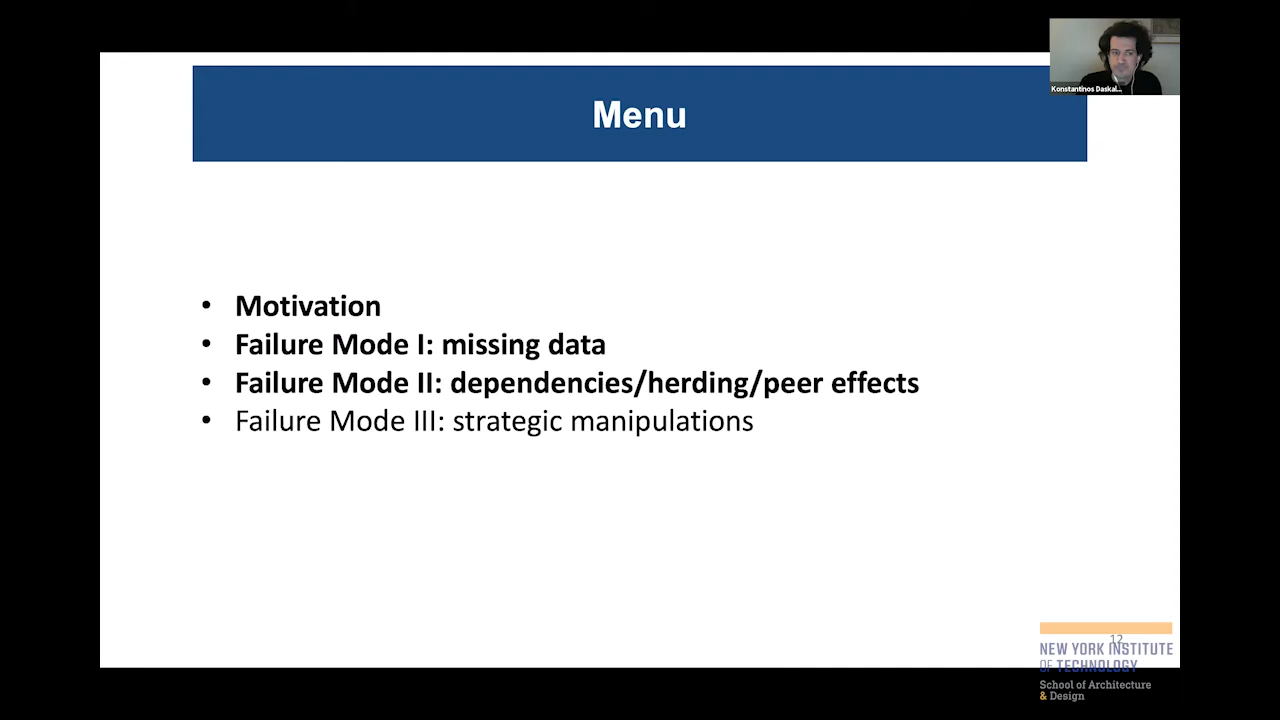 Menu
Konstantinos Daskal...
• Motivation
• Failure Mode I: missing data
• Failure Mode II: dependencies/herding/peer effects
• Failure Mode III: strategic manipulations
12
NEW YORK INSTITUTE
OF TECHNOLOGY
School of Architecture
& Design